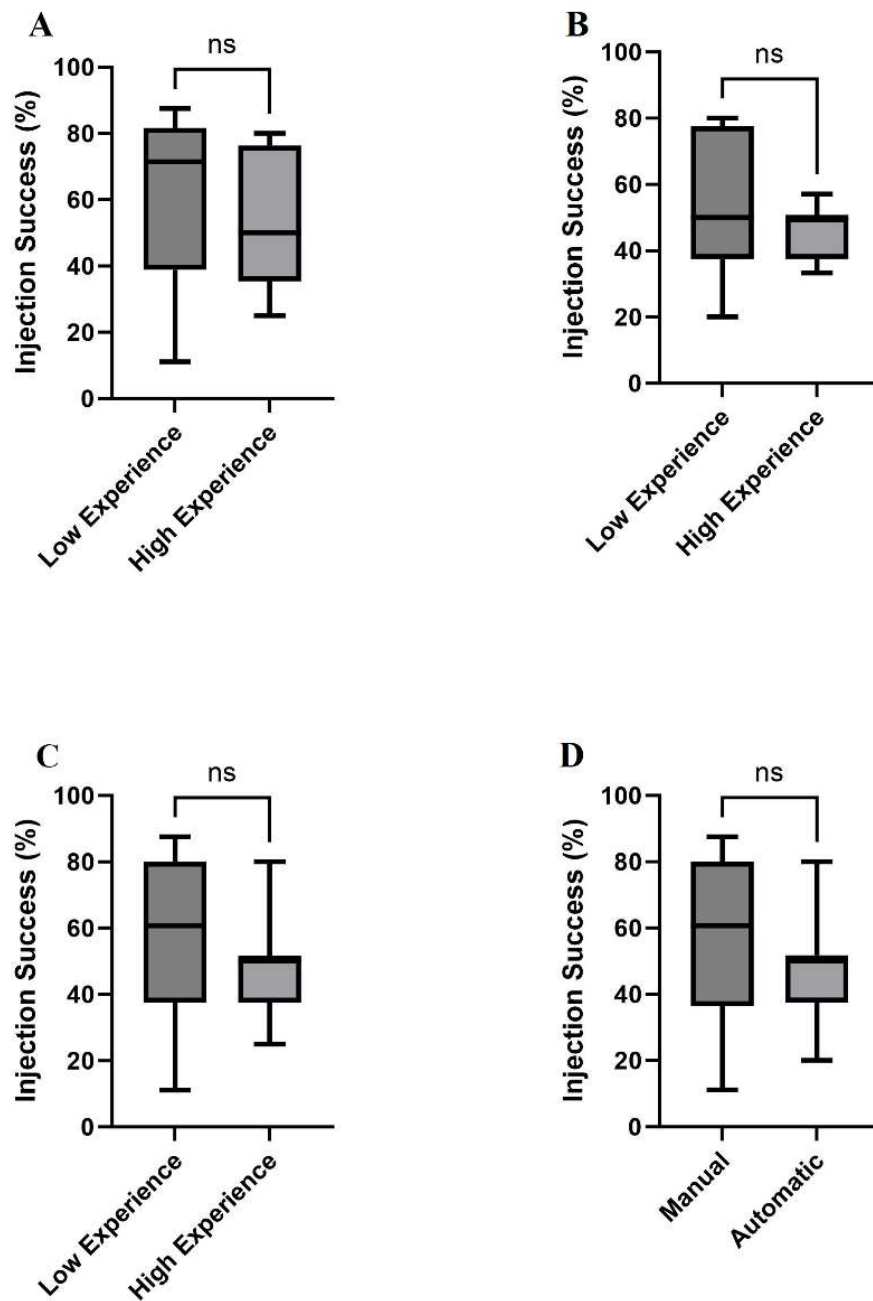 A
ns
Injection Success (%)
100
80
60
40
20
0
Low Experience
High Experience
B
ns
Injection Success (%)
100
80
60
40
20
0
Low Experience
High Experience
C
ns
Injection Success (%)
100
80
60
40
20
0
Low Experience
High Experience
D
ns
Injection Success (%)
100
80
60
40
20
0
Manual
Automatic